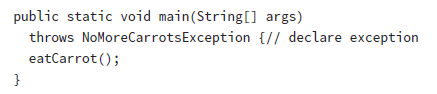 public static void main(String[] args)
  throws NoMoreCarrotsException {// declare exception
  eatCarrot();
}